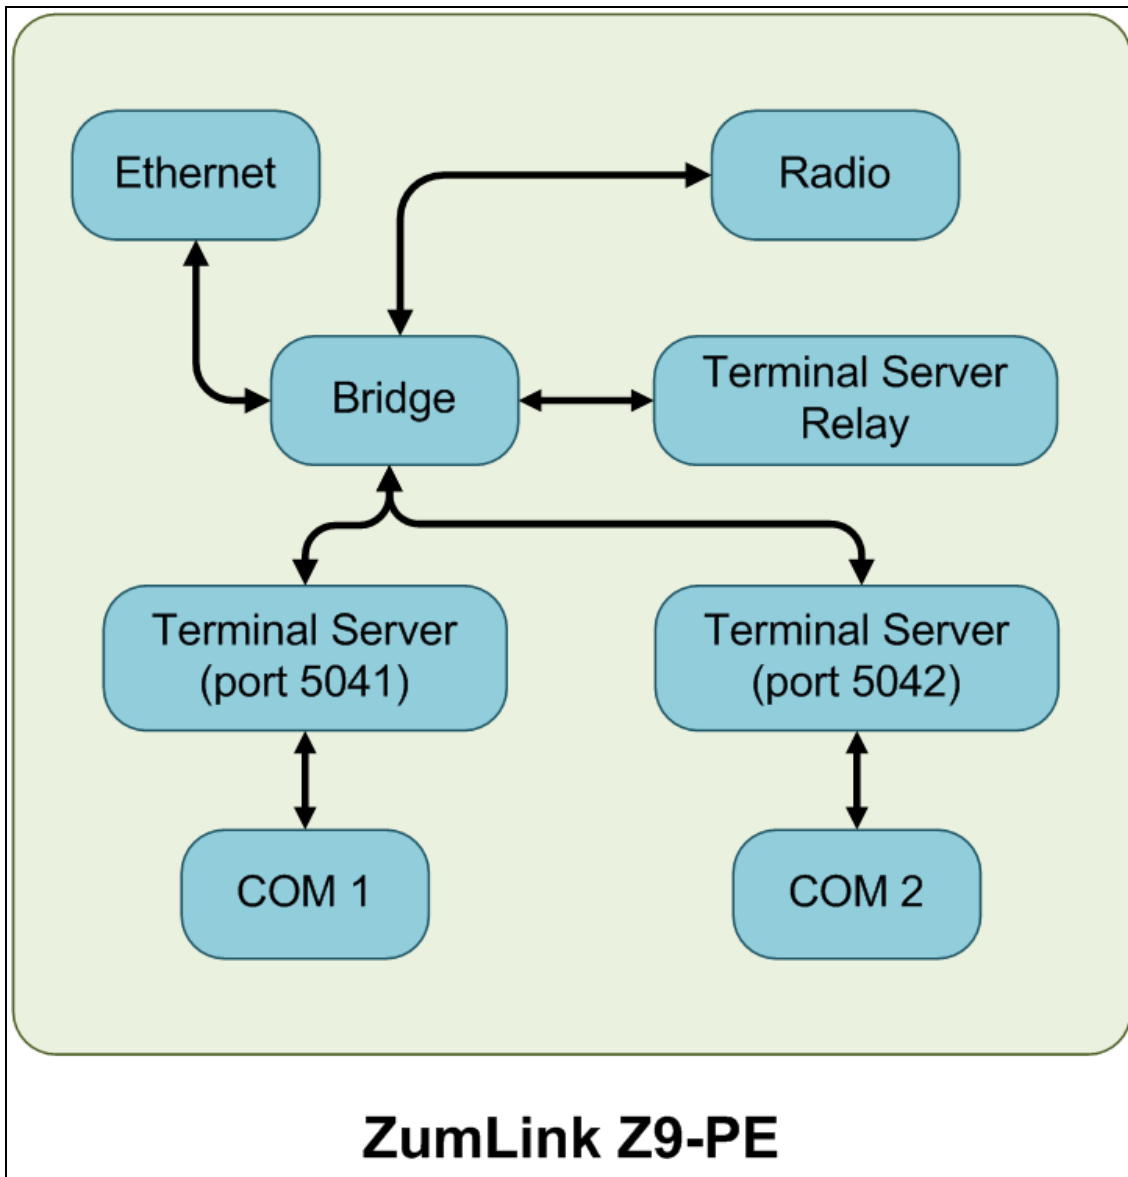 Ethernet
Radio
Bridge
Terminal Server
Relay
Terminal Server
(port 5041)
Terminal Server
(port 5042)
COM 1
COM 2
ZumLink Z9-PE